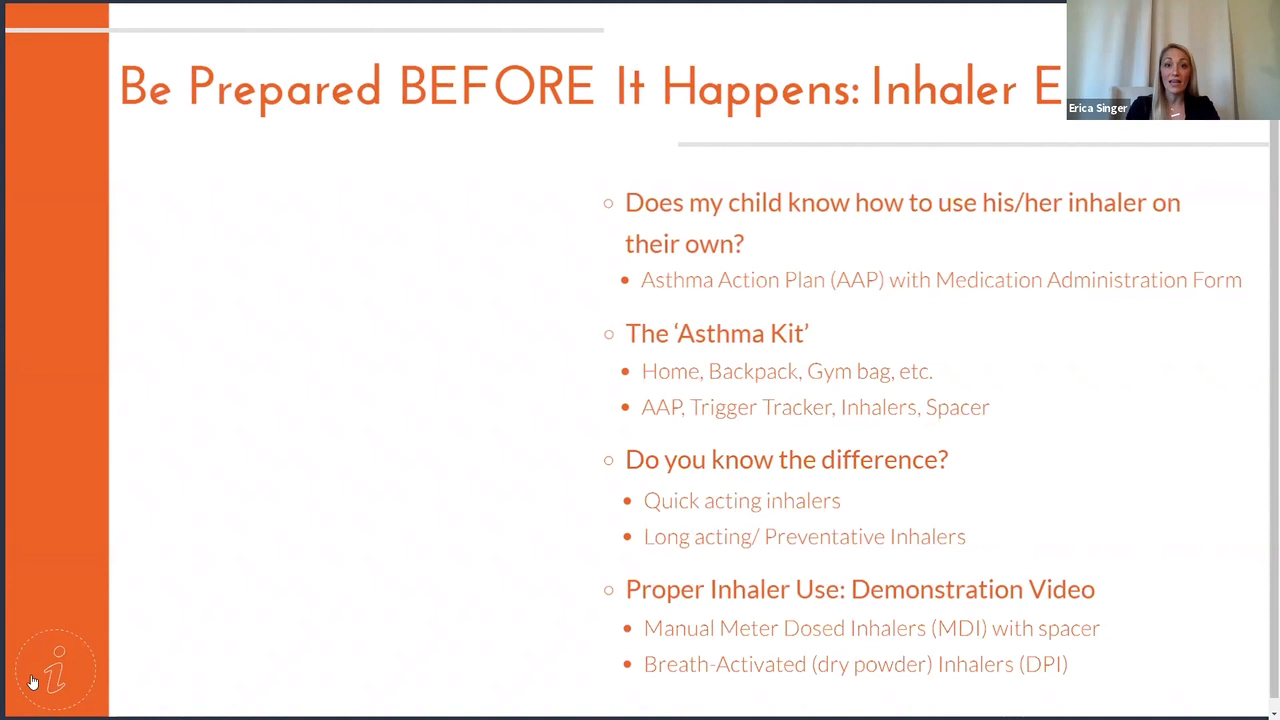 Be Prepared BEFORE It Happens: Inhaler E
Erica Singer
Does my child know how to use his/her inhaler on
their own?
Asthma Action Plan (AAP) with Medication Administration Form
The ‘Asthma Kit’
Home, Backpack, Gym bag, etc.
AAP, Trigger Tracker, Inhalers, Spacer
Do you know the difference?
Quick acting inhalers
Long acting/ Preventative Inhalers
Proper Inhaler Use: Demonstration Video
Manual Meter Dosed Inhalers (MDI) with spacer
Breath-Activated (dry powder) Inhalers (DPI)
i